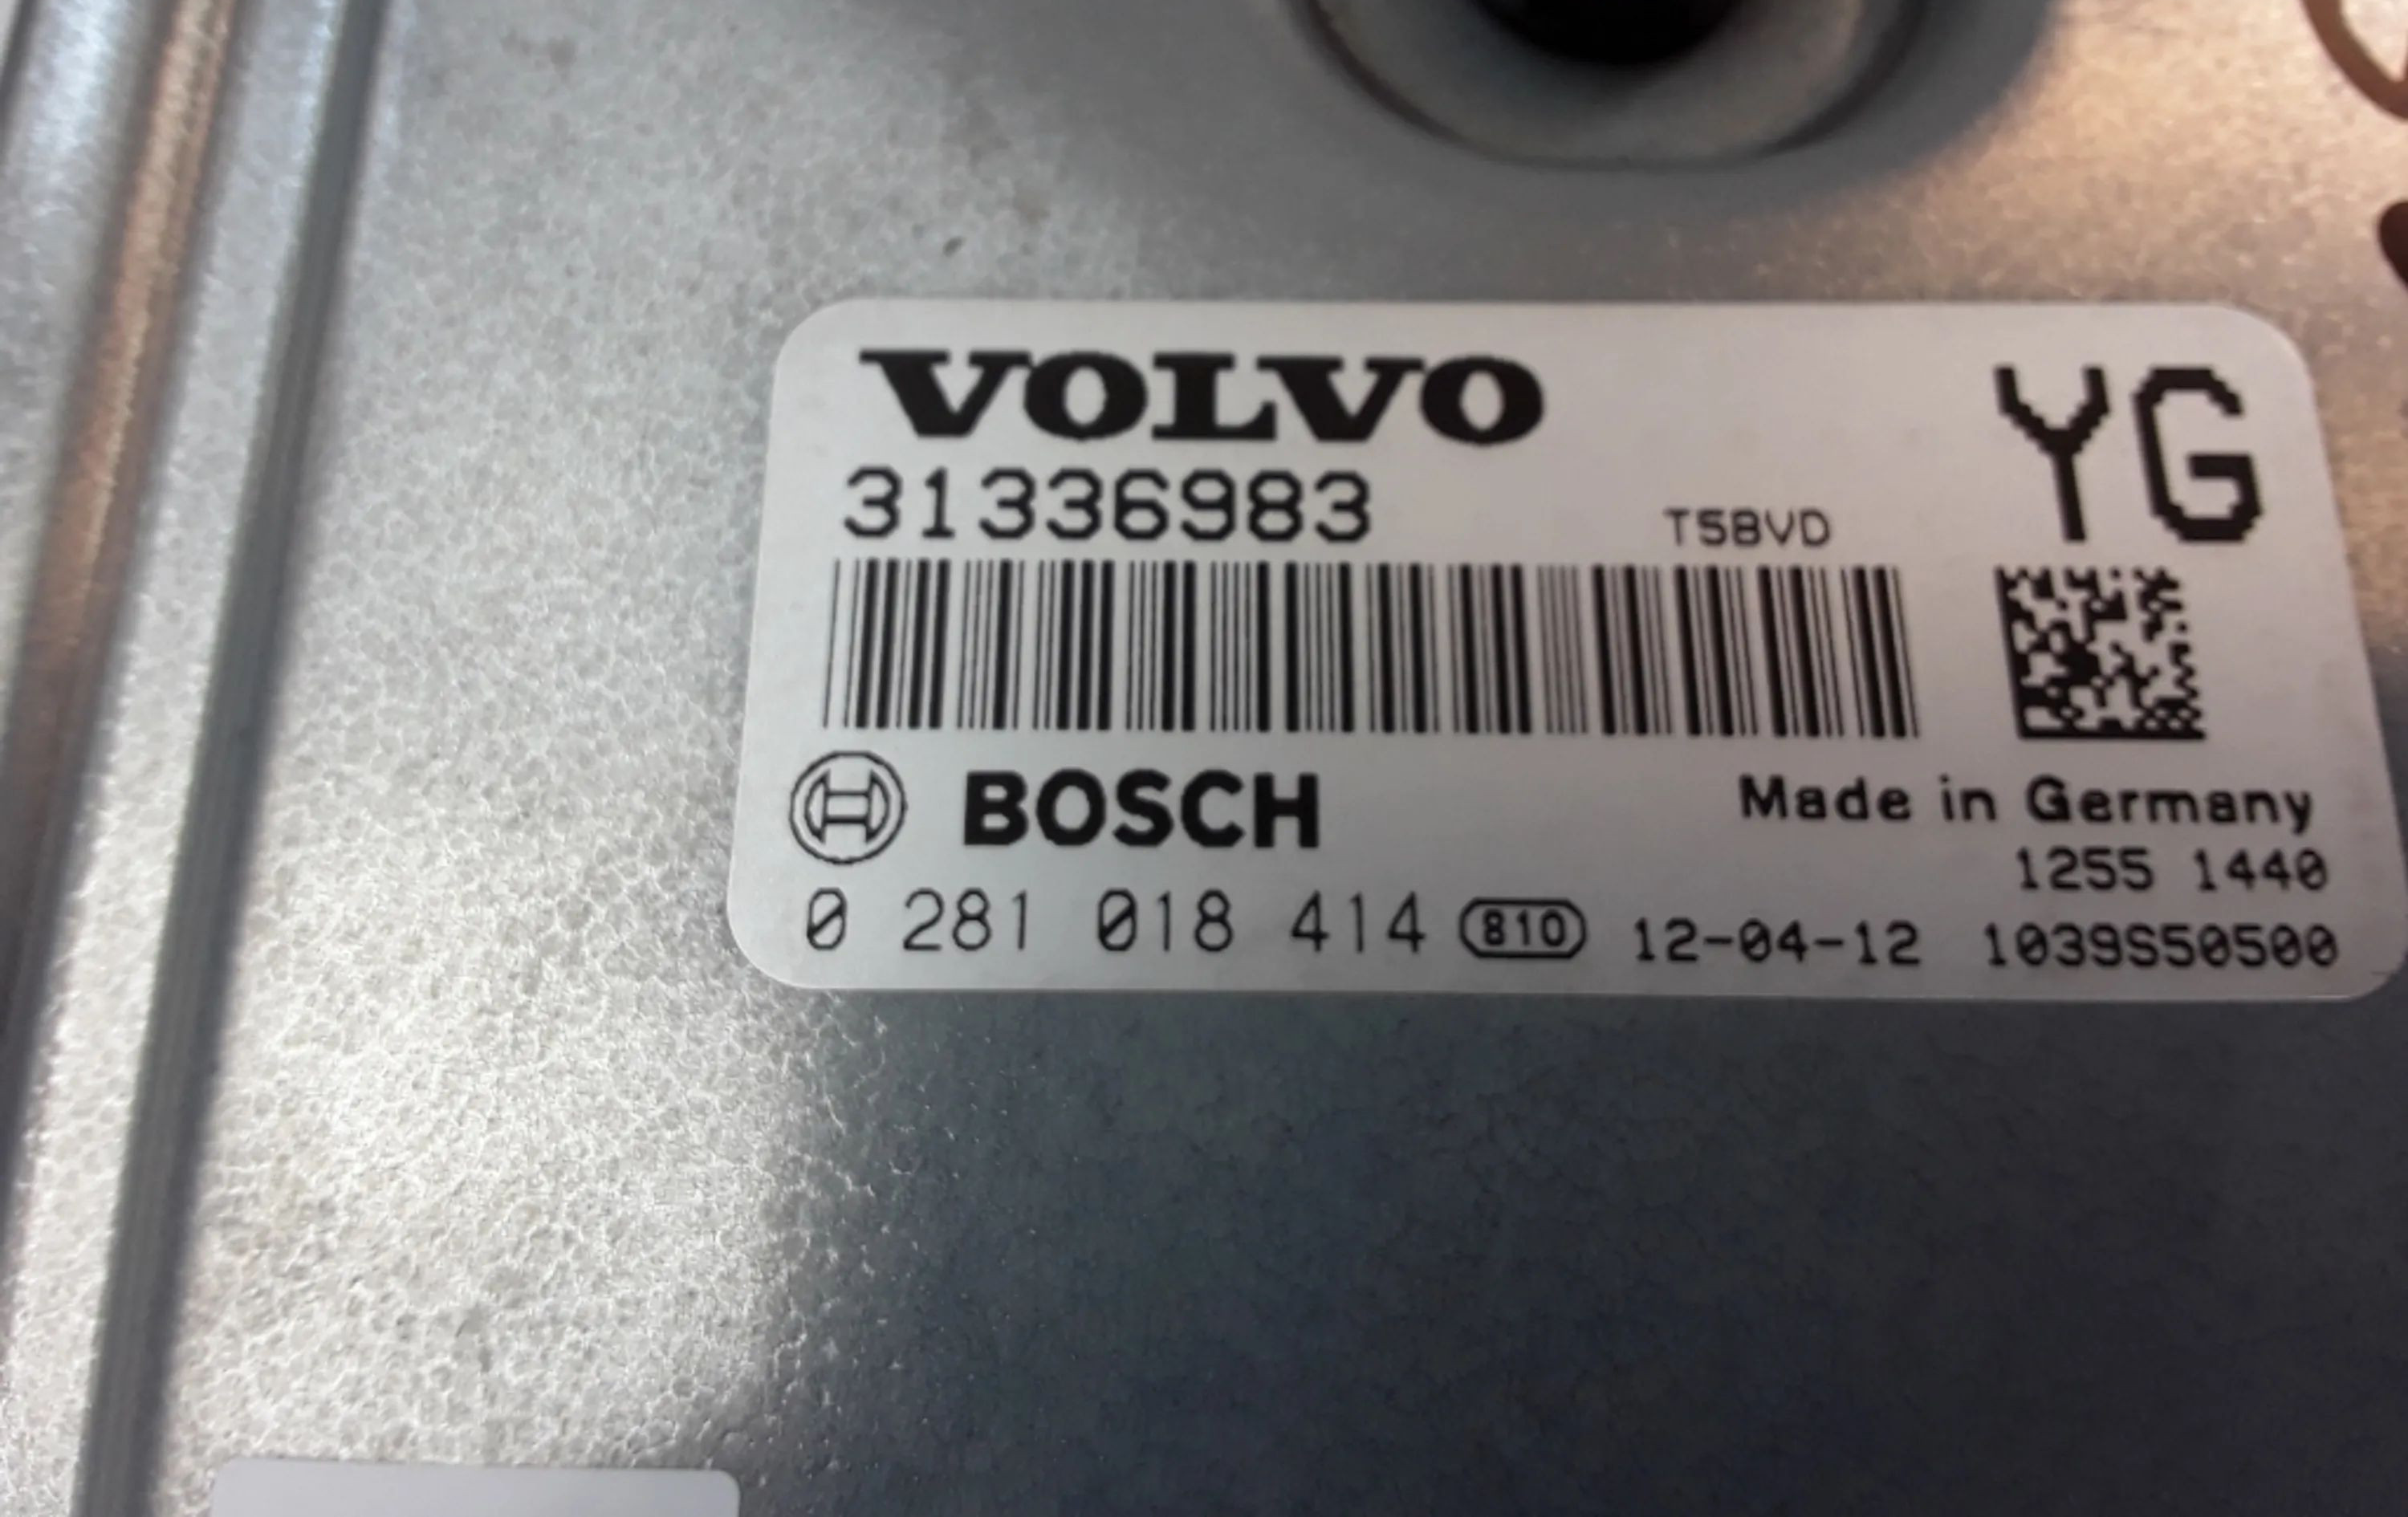 VOLVO
YG
31336983
T5BVD
BOSCH
Made in Germany
1255 1440
0 281 018 414 810 12-04-12 1039S50500